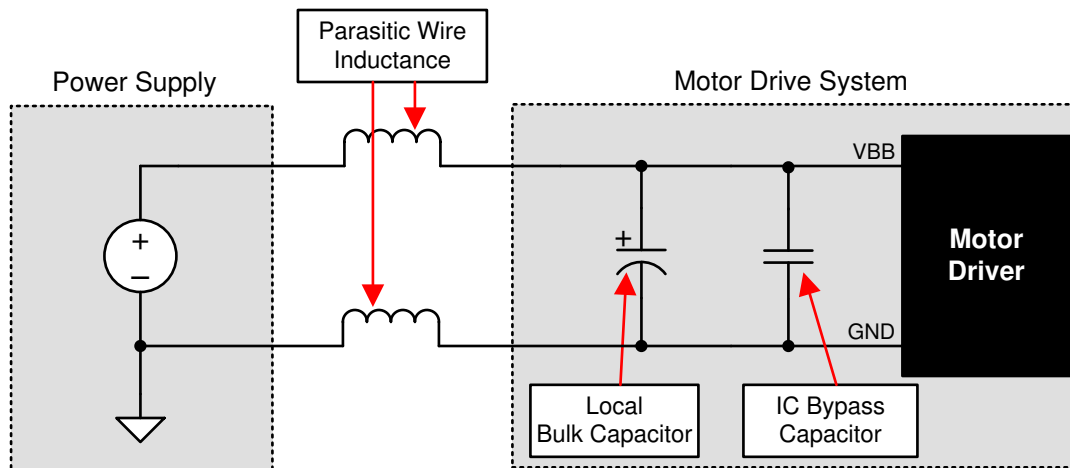 Parasitic Wire
Inductance
Power Supply
Motor Drive System
VBB
+
+
–
Motor
Driver
GND
Local
Bulk Capacitor
IC Bypass
Capacitor